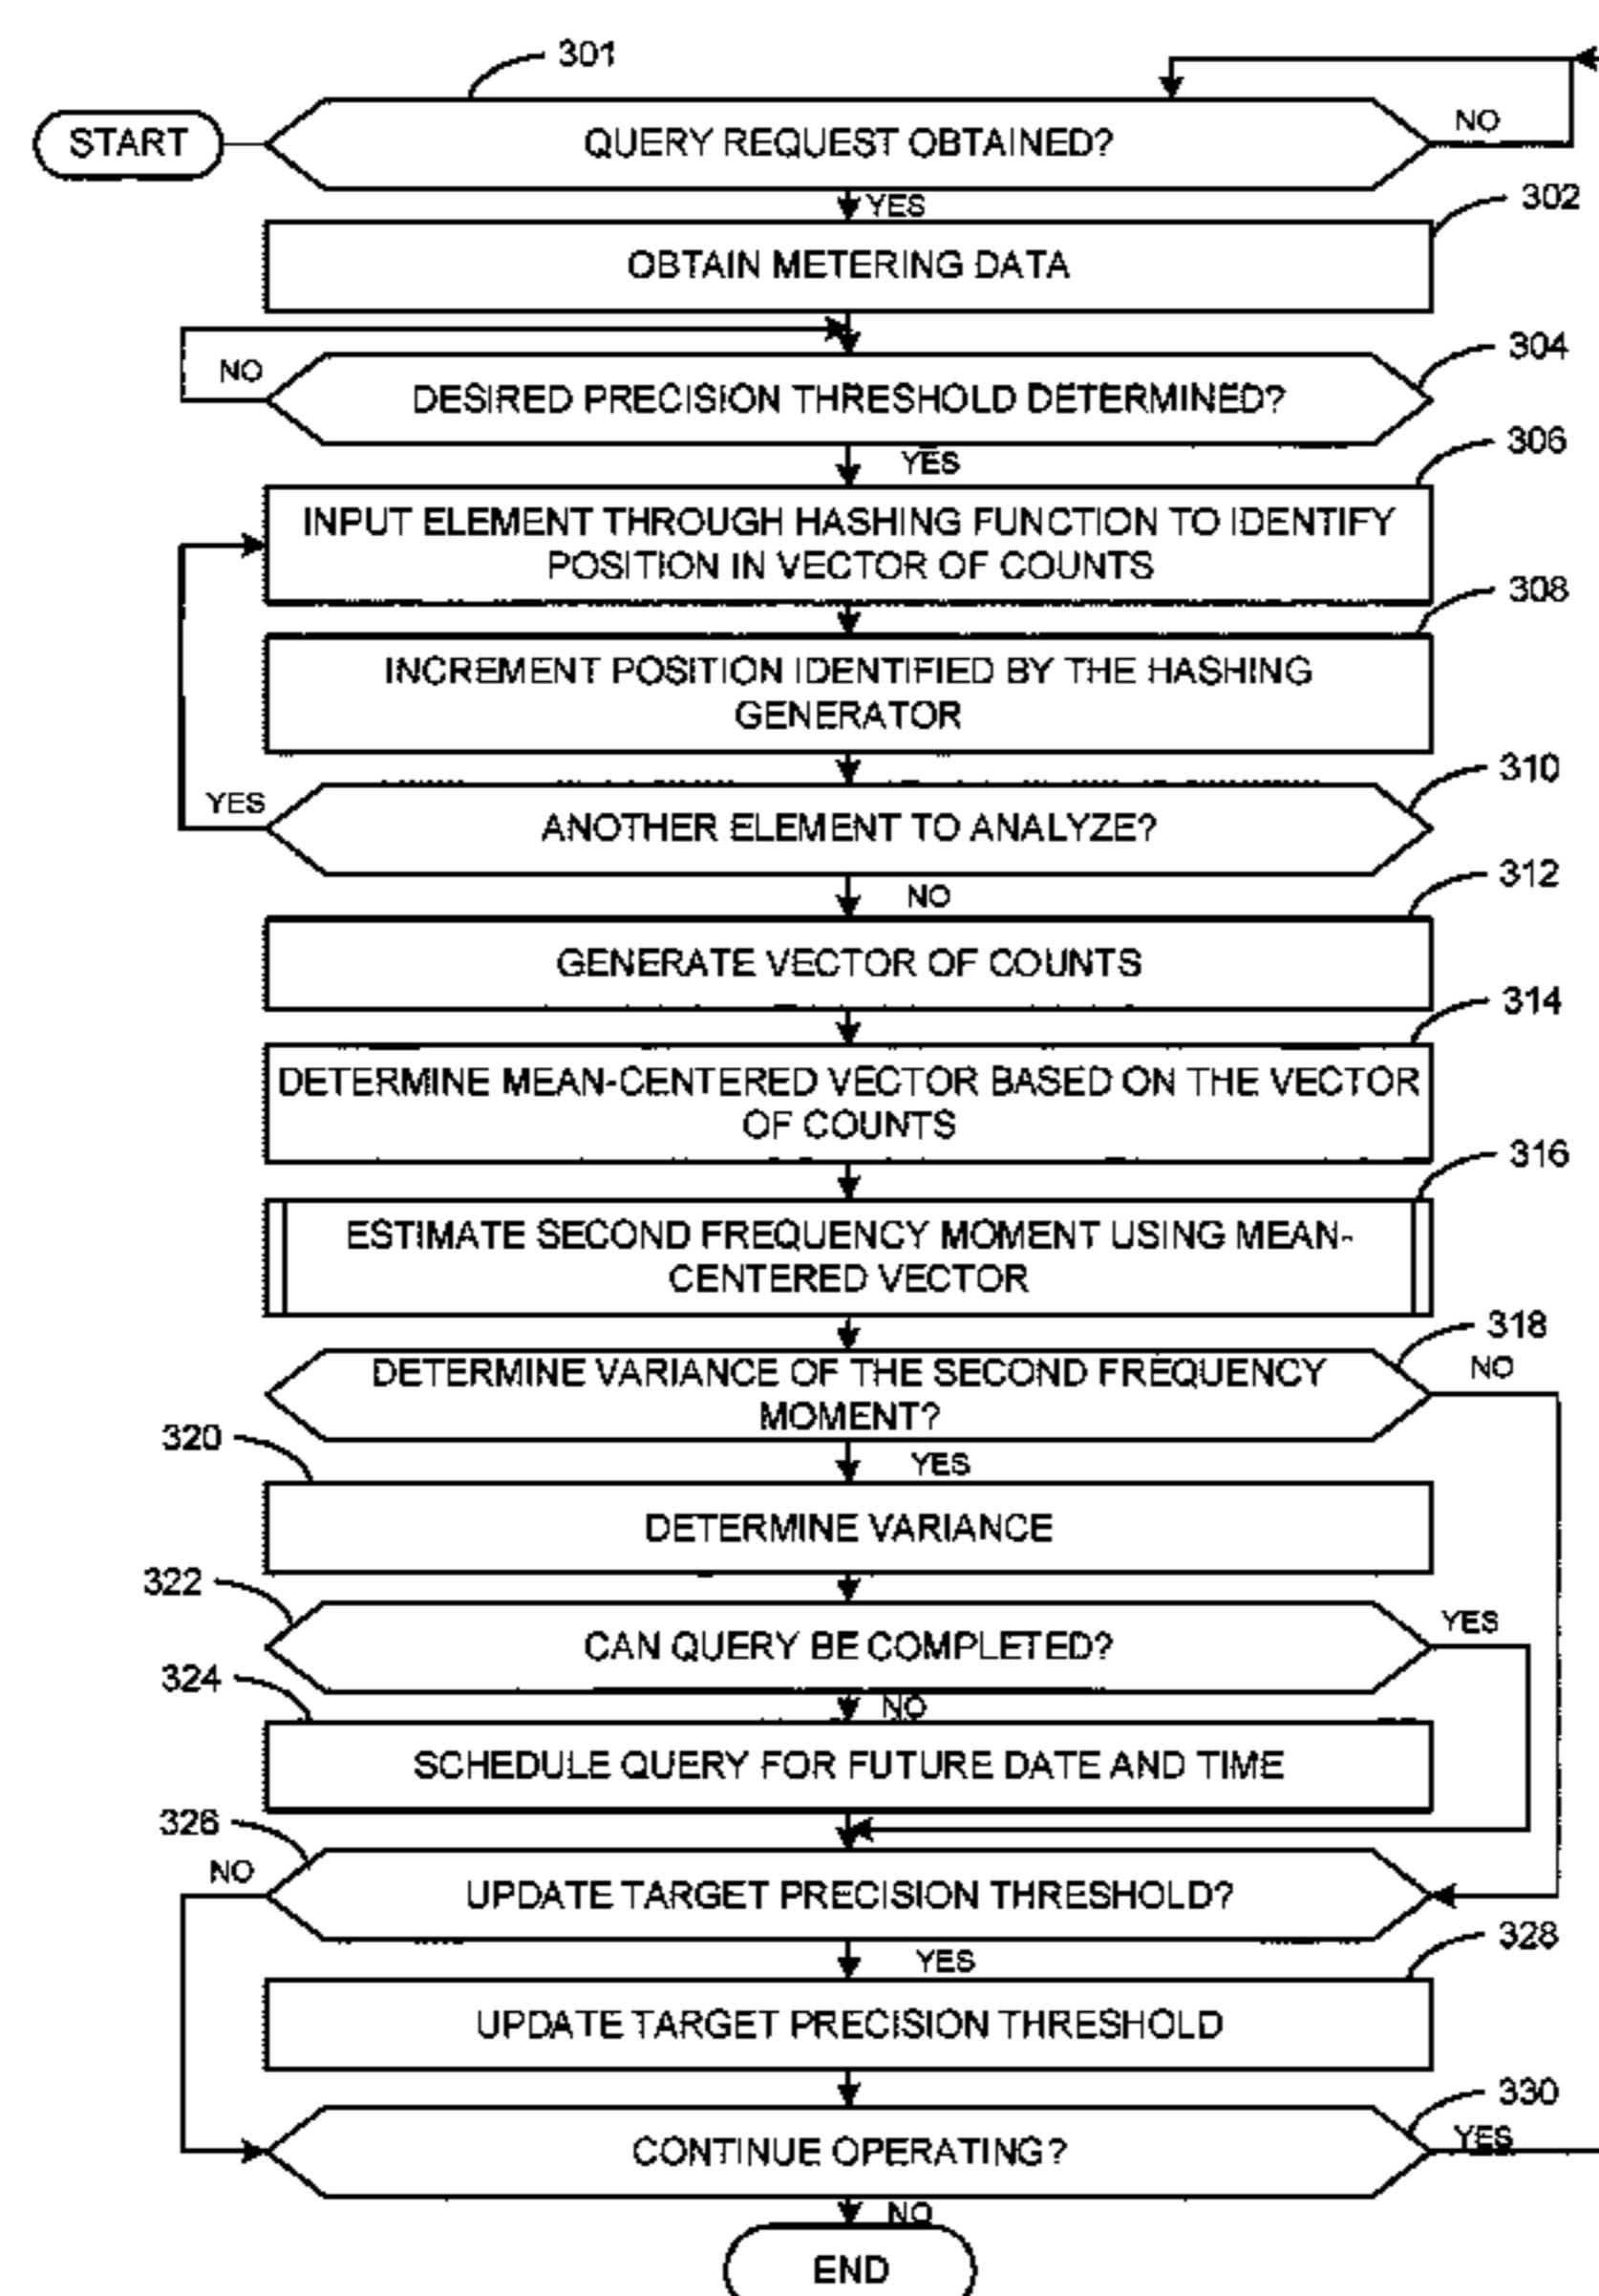 301
START
QUERY REQUEST OBTAINED?
NO
YES
302
OBTAIN METERING DATA
304
NO
DESIRED PRECISION THRESHOLD DETERMINED?
YES
306
INPUT ELEMENT THROUGH HASHING FUNCTION TO IDENTIFY
POSITION IN VECTOR OF COUNTS
308
INCREMENT POSITION IDENTIFIED BY THE HASHING
GENERATOR
310
YES
ANOTHER ELEMENT TO ANALYZE?
NO
312
GENERATE VECTOR OF COUNTS
314
DETERMINE MEAN-CENTERED VECTOR BASED ON THE VECTOR
OF COUNTS
316
ESTIMATE SECOND FREQUENCY MOMENT USING MEAN-
CENTERED VECTOR
318
DETERMINE VARIANCE OF THE SECOND FREQUENCY
MOMENT?
NO
320
YES
DETERMINE VARIANCE
322
CAN QUERY BE COMPLETED?
YES
324
NO
SCHEDULE QUERY FOR FUTURE DATE AND TIME
326
NO
UPDATE TARGET PRECISION THRESHOLD?
328
YES
UPDATE TARGET PRECISION THRESHOLD
330
CONTINUE OPERATING?
YES
NO
END